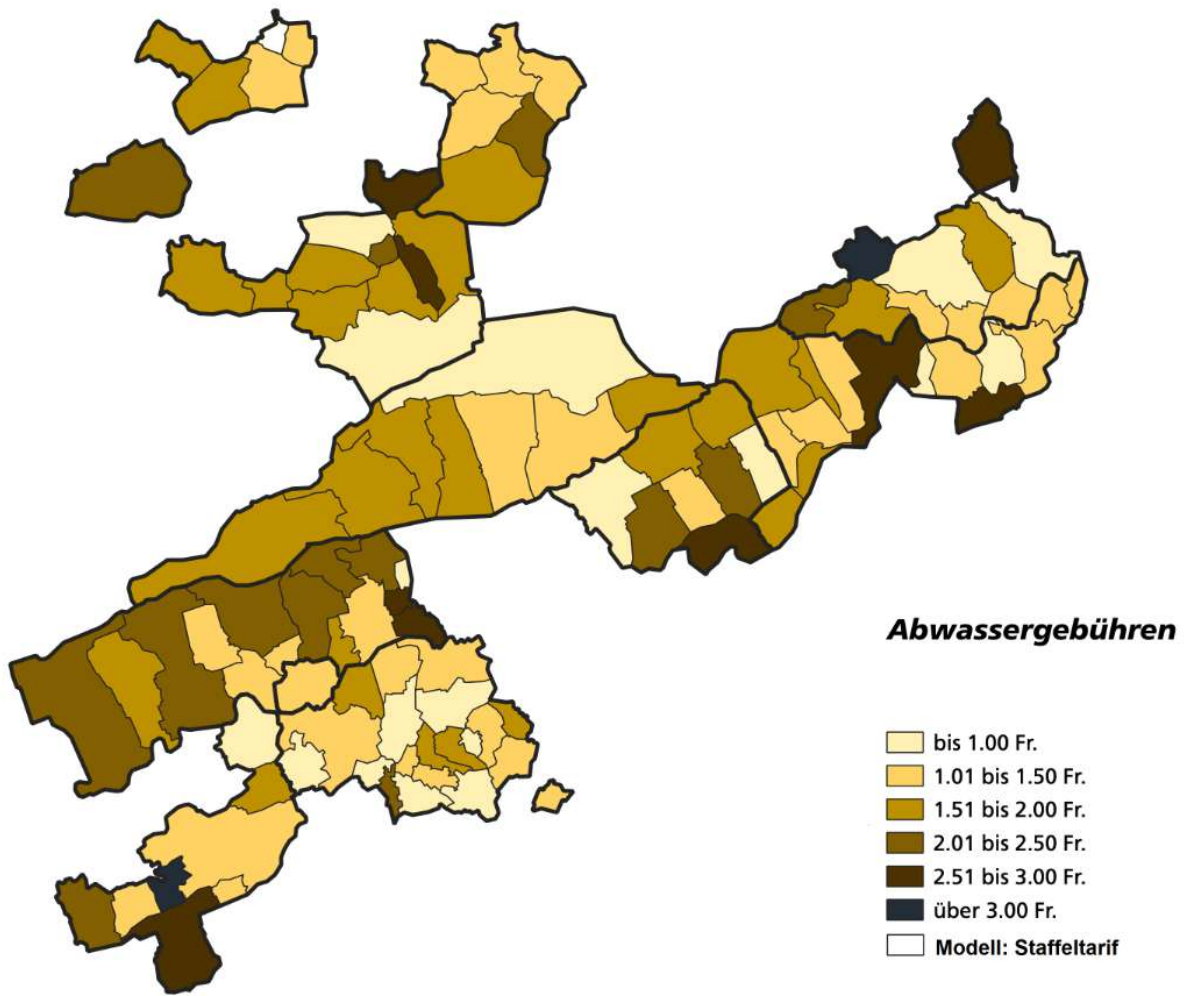 Abwassergebühren
bis 1.00 Fr.
1.01 bis 1.50 Fr.
1.51 bis 2.00 Fr.
2.01 bis 2.50 Fr.
2.51 bis 3.00 Fr.
über 3.00 Fr.
Modell: Staffeltarif